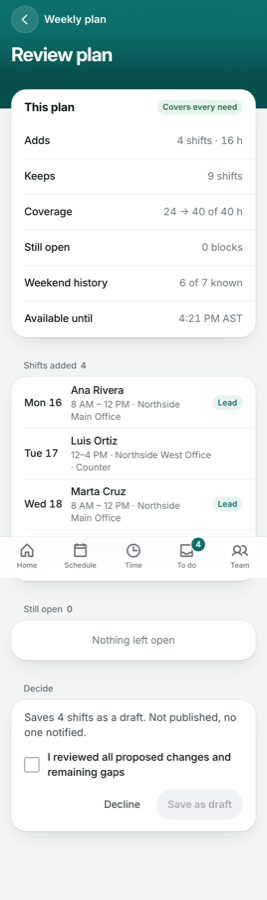 Weekly plan
Review plan
This plan
Covers every need
Adds
4 shifts · 16 h
Keeps
9 shifts
Coverage
24 → 40 of 40 h
Still open
0 blocks
Weekend history
6 of 7 known
Available until
4:21 PM AST
Shifts added 4
Mon 16
Ana Rivera
8 AM – 12 PM · Northside
Main Office
Lead
Tue 17
Luis Ortiz
12–4 PM · Northside West Office
· Counter
Wed 18
Marta Cruz
8 AM – 12 PM · Northside
Main Office
Lead
4
Home
Schedule
Time
To do
Team
Still open 0
Nothing left open
Decide
Saves 4 shifts as a draft. Not published, no
one notified.
I reviewed all proposed changes and
remaining gaps
Decline
Save as draft